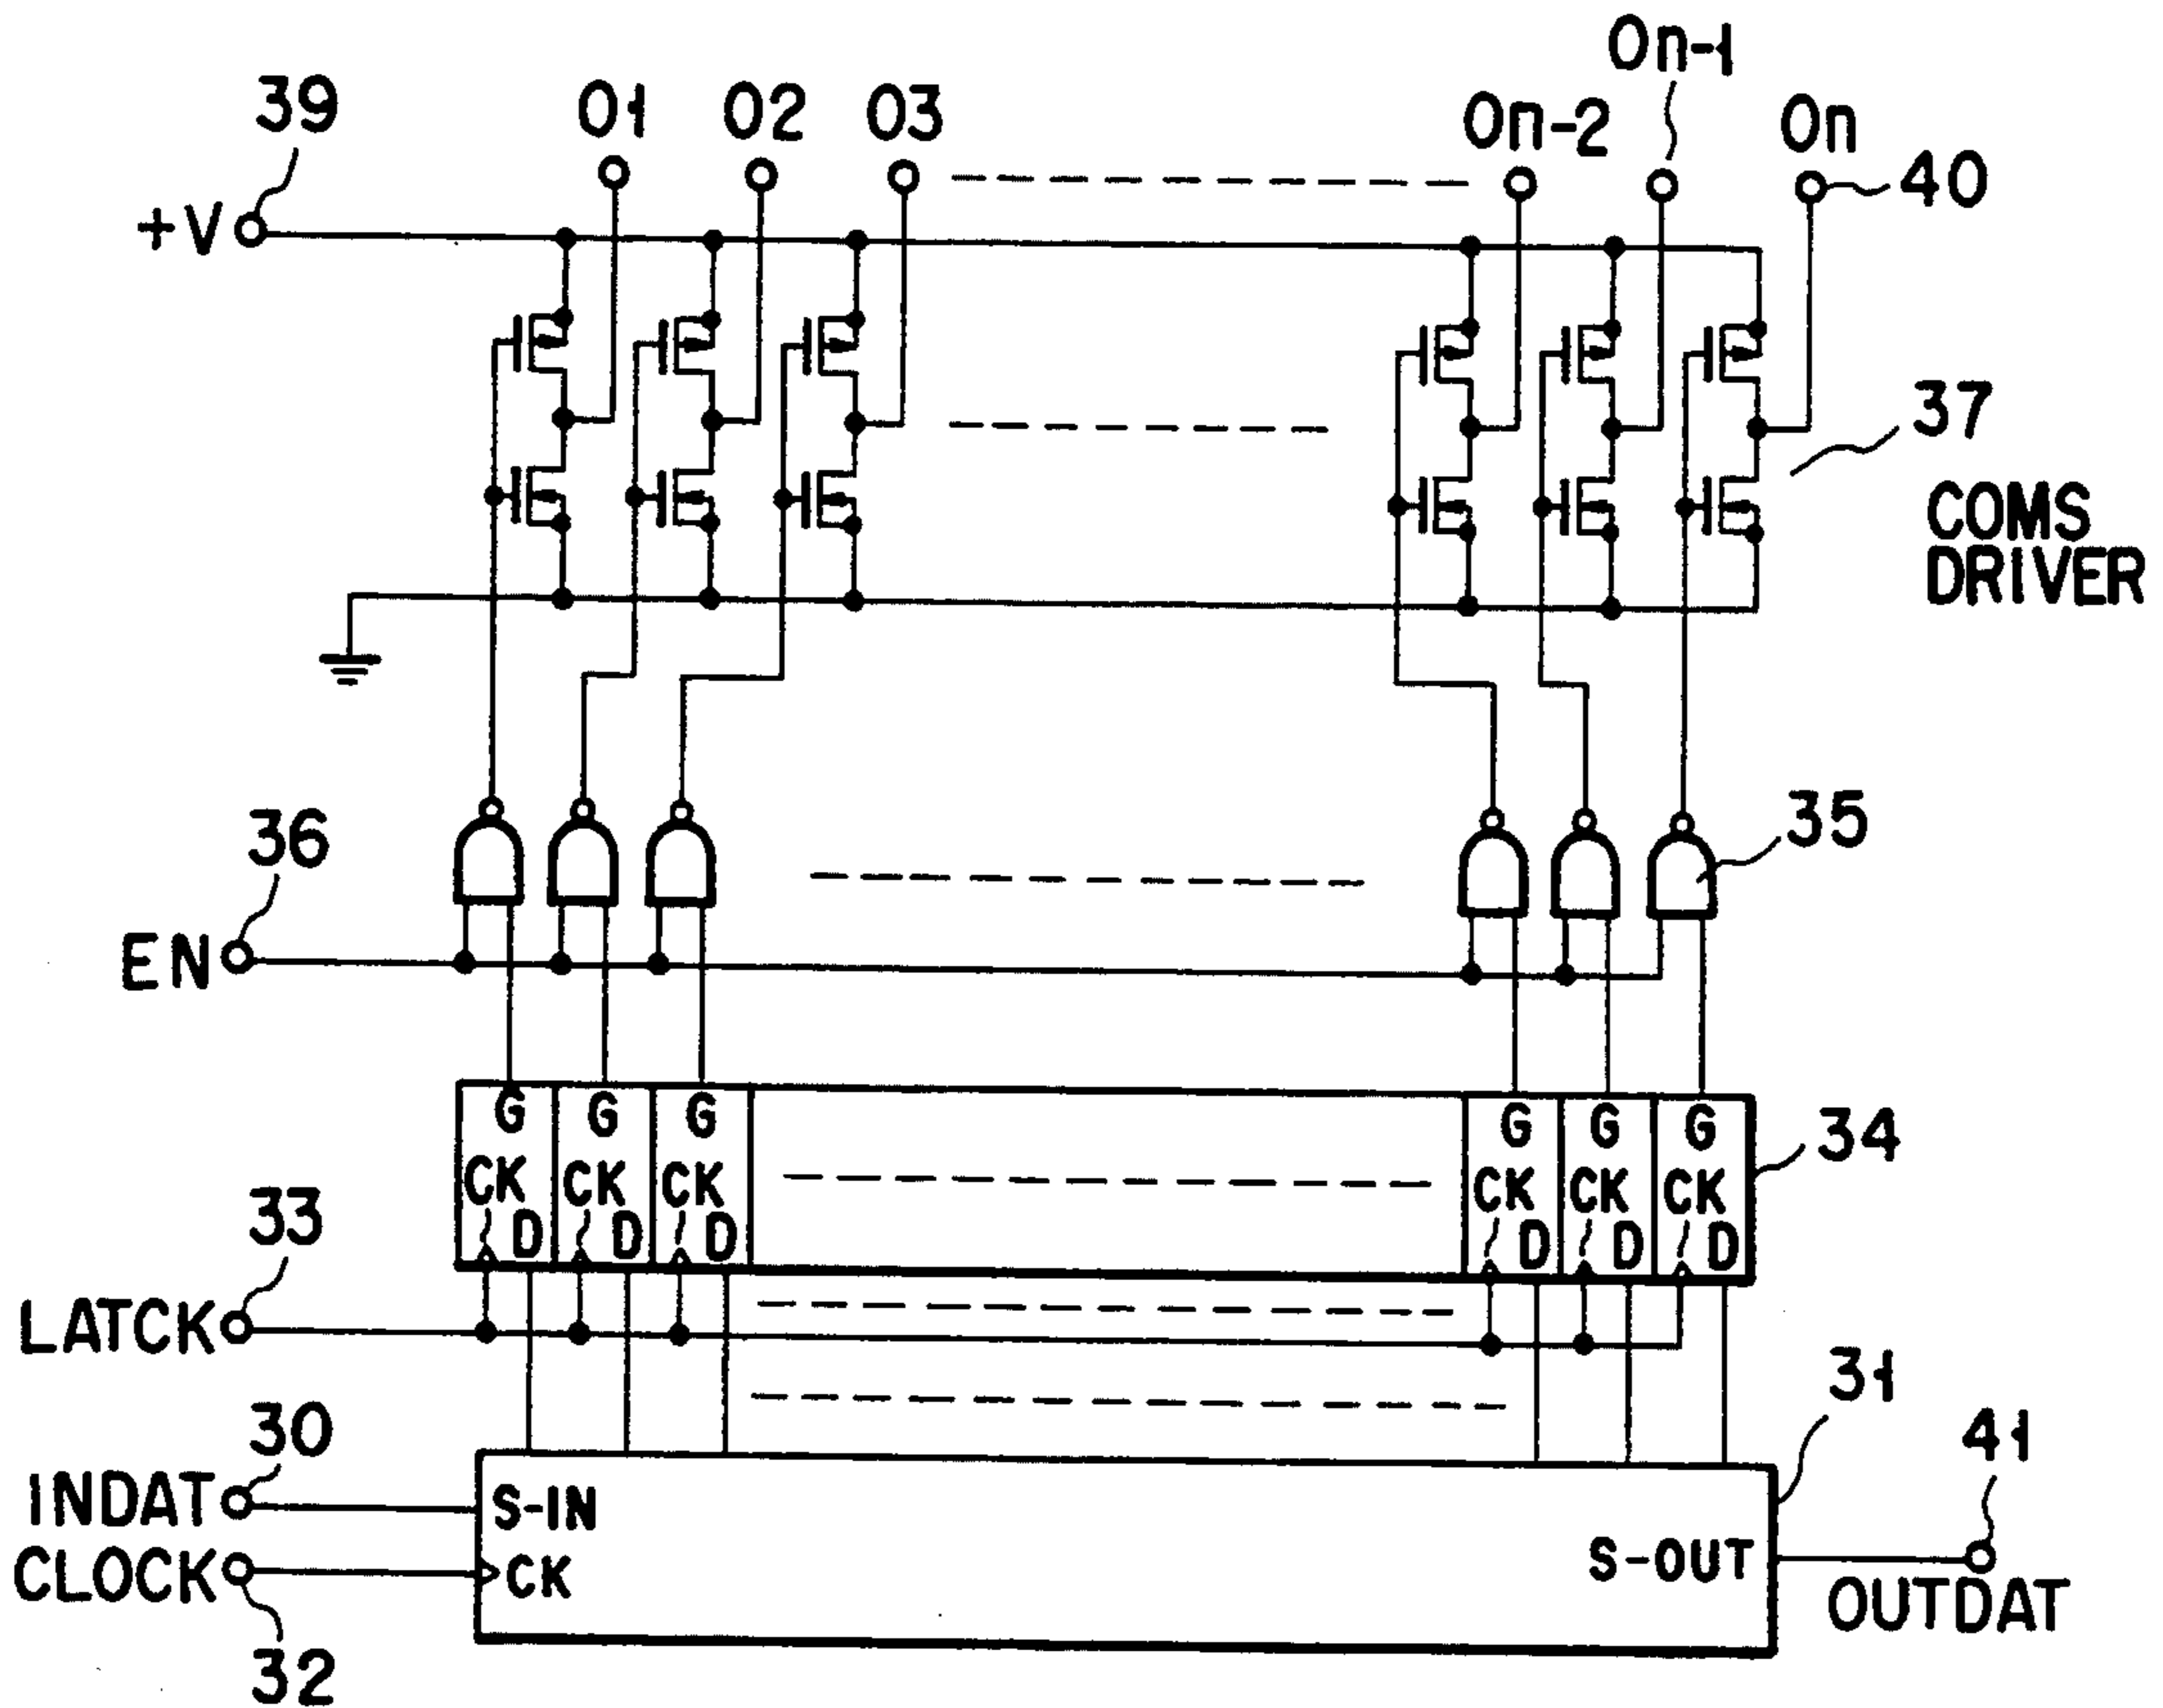 On-1
39 O1 O2 O3 On-2 On
40
+V
37
COMS
DRIVER
36 35
EN
G G G G G G
34
CK CK CK CK CK CK
33
D D D D D D
LATCK
31
30 41
INDAT S-IN
S-OUT
CLOCK CK
OUTDAT
32